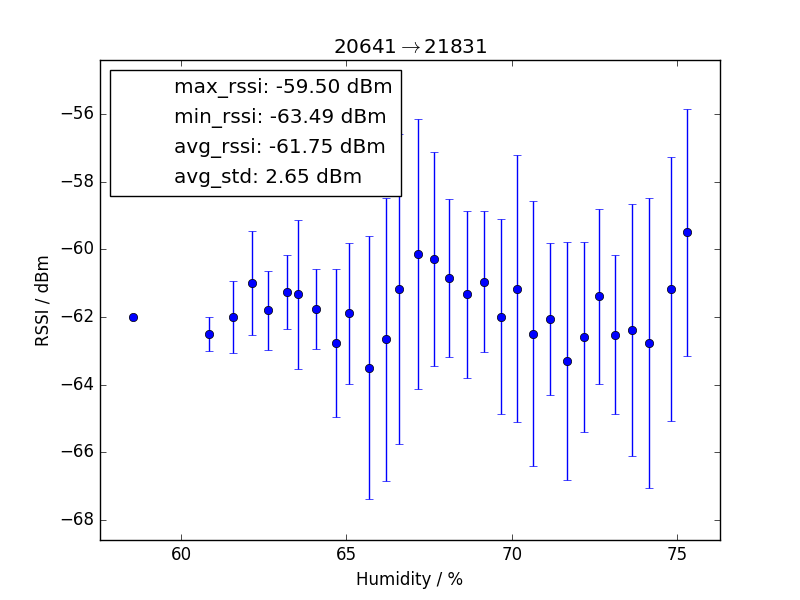 20641→21831
max_rssi: -59.50 dBm
min_rssi: -63.49 dBm
avg_rssi: -61.75 dBm
avg_std: 2.65 dBm
−56
−58
−60
−62
−64
−66
−68
RSSI / dBm
60 65 70 75
Humidity / %